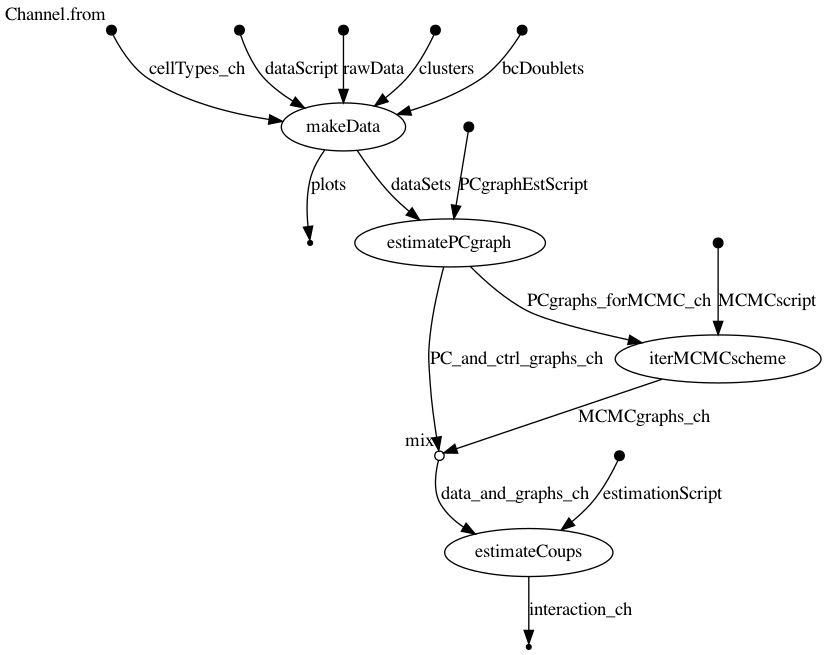 Channel.from
cellTypes_ch
dataScript
rawData
clusters
bcDoublets
makeData
plots
dataSets
PCgraphEstScript
estimatePCgraph
PCgraphs_forMCMC_ch
MCMCscript
PC_and_ctrl_graphs_ch
iterMCMCscheme
MCMCgraphs_ch
mix
data_and_graphs_ch
estimationScript
estimateCoups
interaction_ch